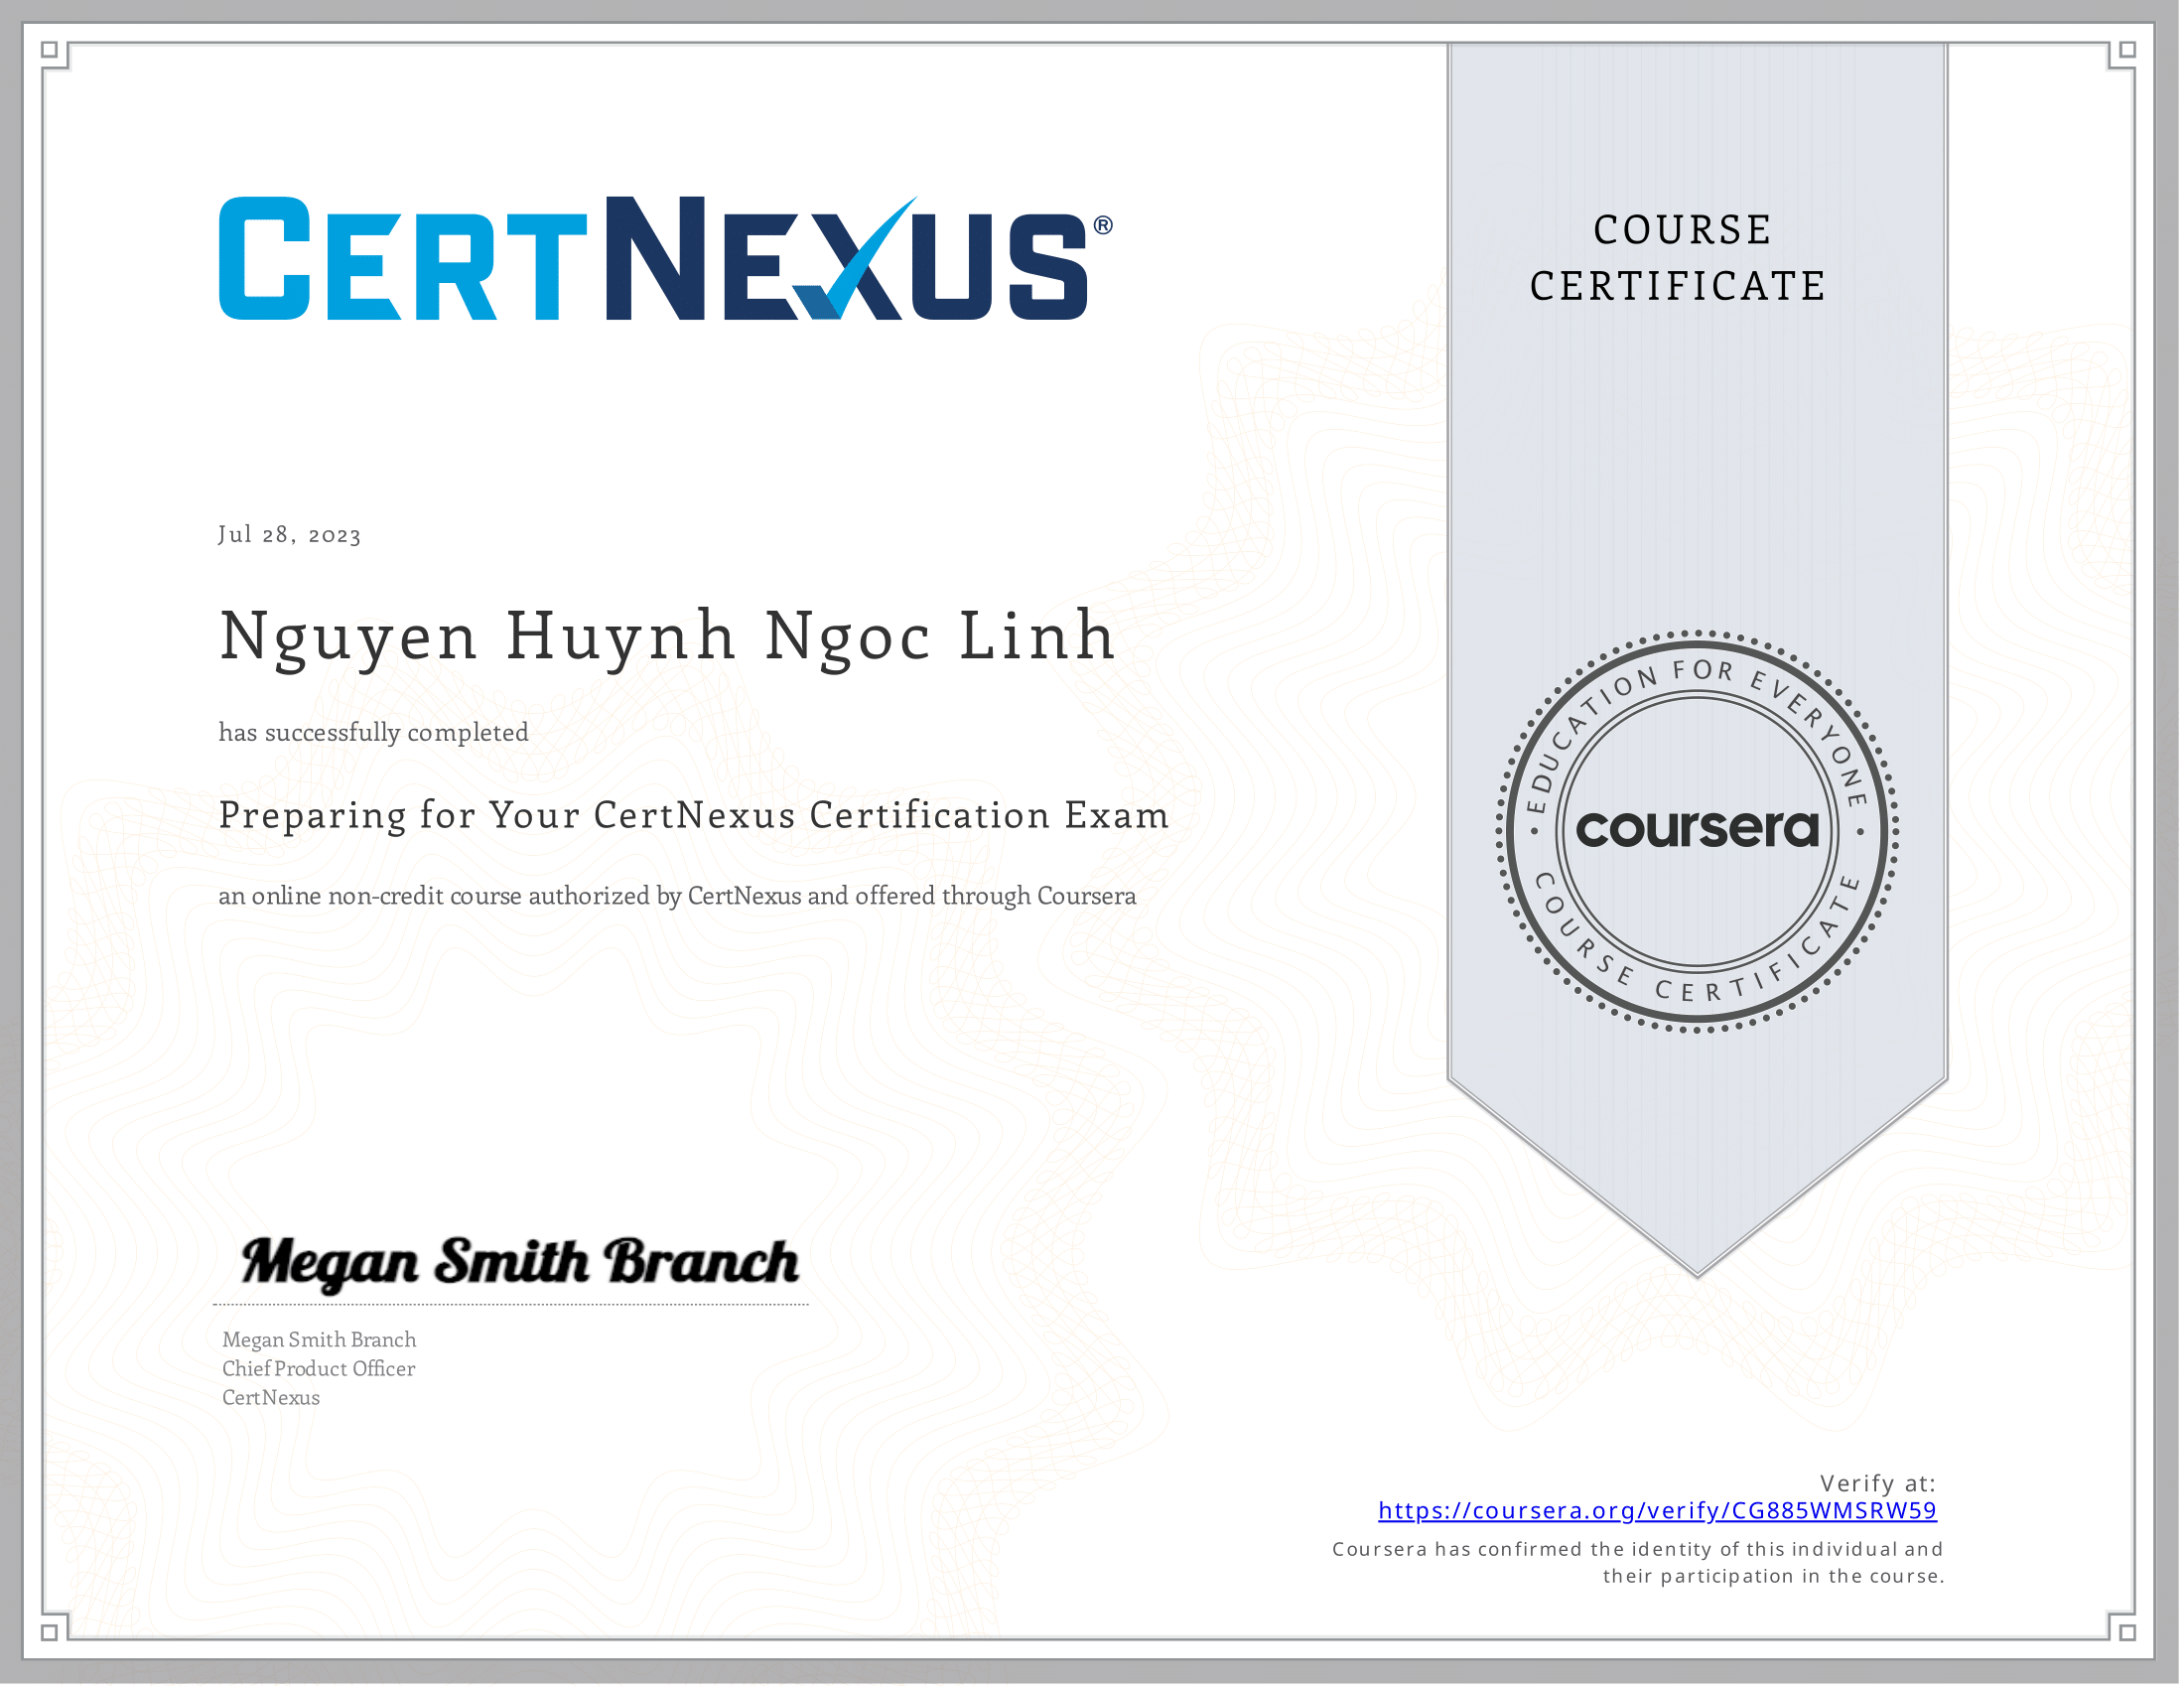 CERTNEXUS®
COURSE
CERTIFICATE
Jul 28, 2023
Nguyen Huynh Ngoc Linh
has successfully completed
Preparing for Your CertNexus Certification Exam
an online non-credit course authorized by CertNexus and offered through Coursera
EDUCATION FOR EVERYONE
coursera
COURSE CERTIFICATE
Megan Smith Branch
Megan Smith Branch
Chief Product Officer
CertNexus
Verify at:
https://coursera.org/verify/CG885WMSRW59
Coursera has confirmed the identity of this individual and
their participation in the course.